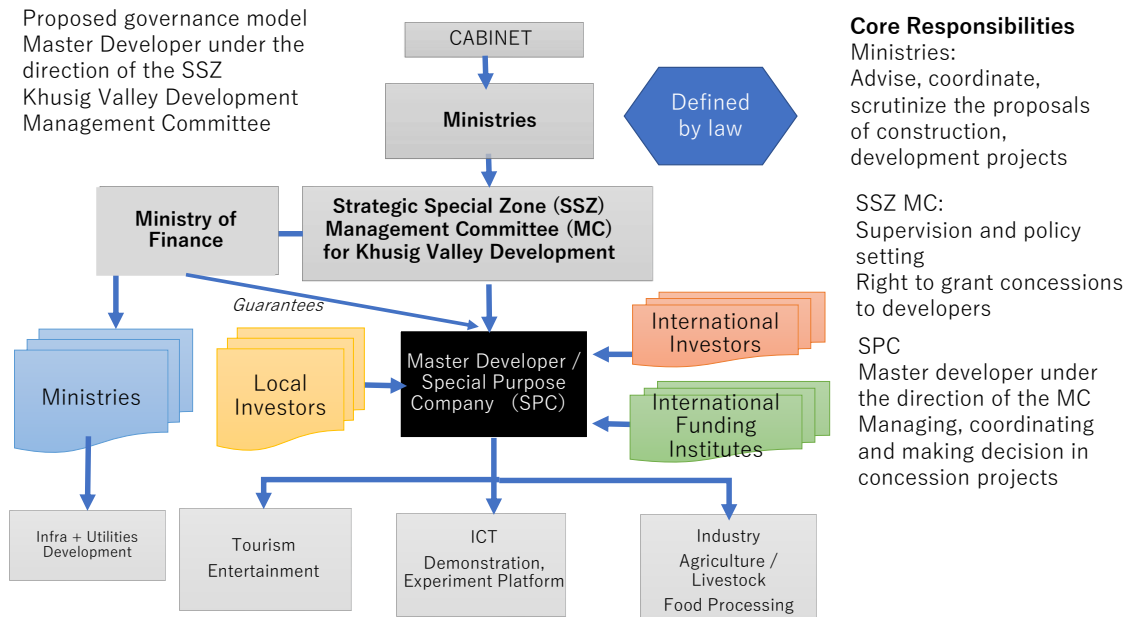 Proposed governance model
Master Developer under the
direction of the SSZ
Khusig Valley Development
Management Committee
CABINET
Ministries
Defined
by law
Ministry of
Finance
Strategic Special Zone (SSZ)
Management Committee (MC)
for Khusig Valley Development
Guarantees
Ministries
Local
Investors
Master Developer /
Special Purpose
Company （SPC）
International
Investors
International
Funding
Institutes
Infra + Utilities
Development
Tourism
Entertainment
ICT
Demonstration,
Experiment Platform
Industry
Agriculture /
Livestock
Food Processing
Core Responsibilities
Ministries:
Advise, coordinate,
scrutinize the proposals
of construction,
development projects
SSZ MC:
Supervision and policy
setting
Right to grant concessions
to developers
SPC
Master developer under
the direction of the MC
Managing, coordinating
and making decision in
concession projects